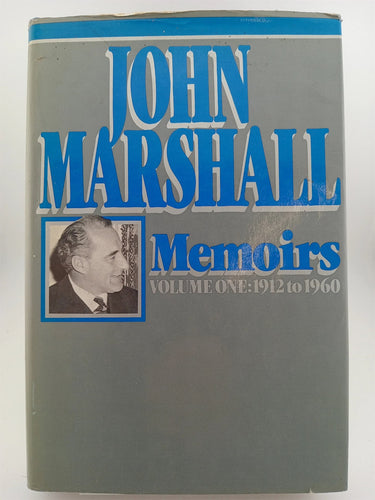 JOHN
MARSHALL
Memoirs
VOLUME ONE: 1912 to 1960